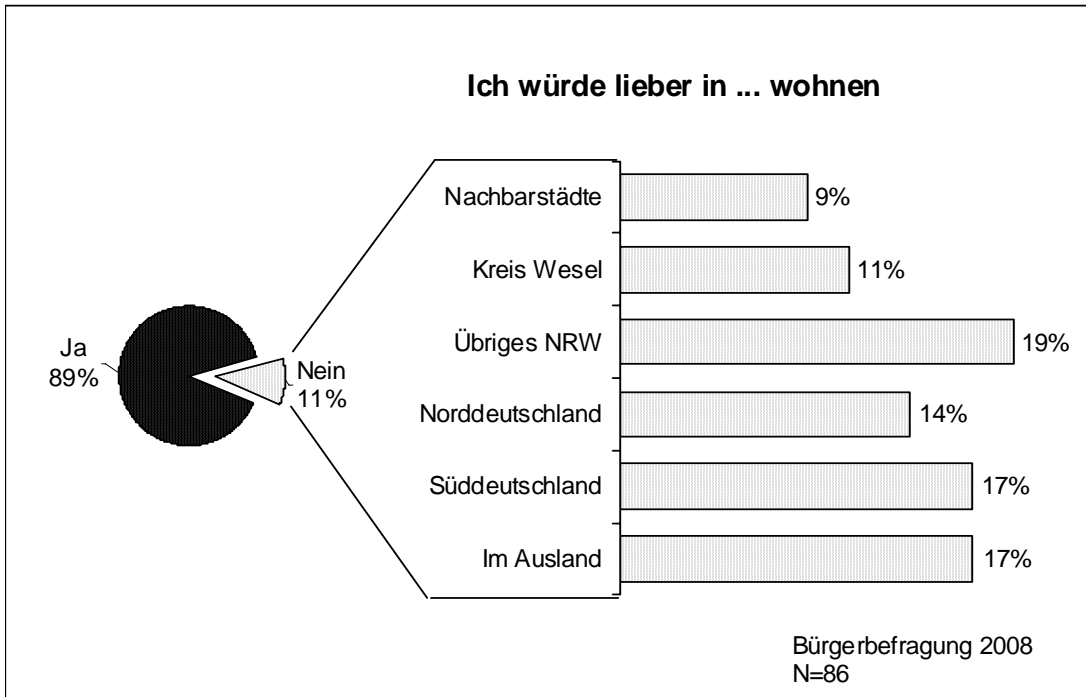 Ich würde lieber in ... wohnen
Ja
89%
Nein
11%
Nachbarstädte
9%
Kreis Wesel
11%
Übriges NRW
19%
Norddeutschland
14%
Süddeutschland
17%
Im Ausland
17%
Bürgerbefragung 2008
N=86